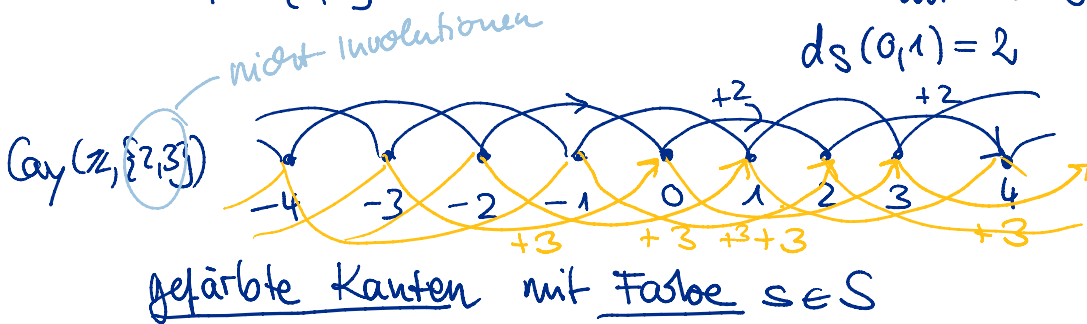 nicht Involutionen
d_S(0,1) = 2
+2 +2
Cay(ℤ,{2,3})
-4 -3 -2 -1 0 1 2 3 4
+3 +3 +3 +3 +3
gefärbte Kanten mit Farbe s∈S